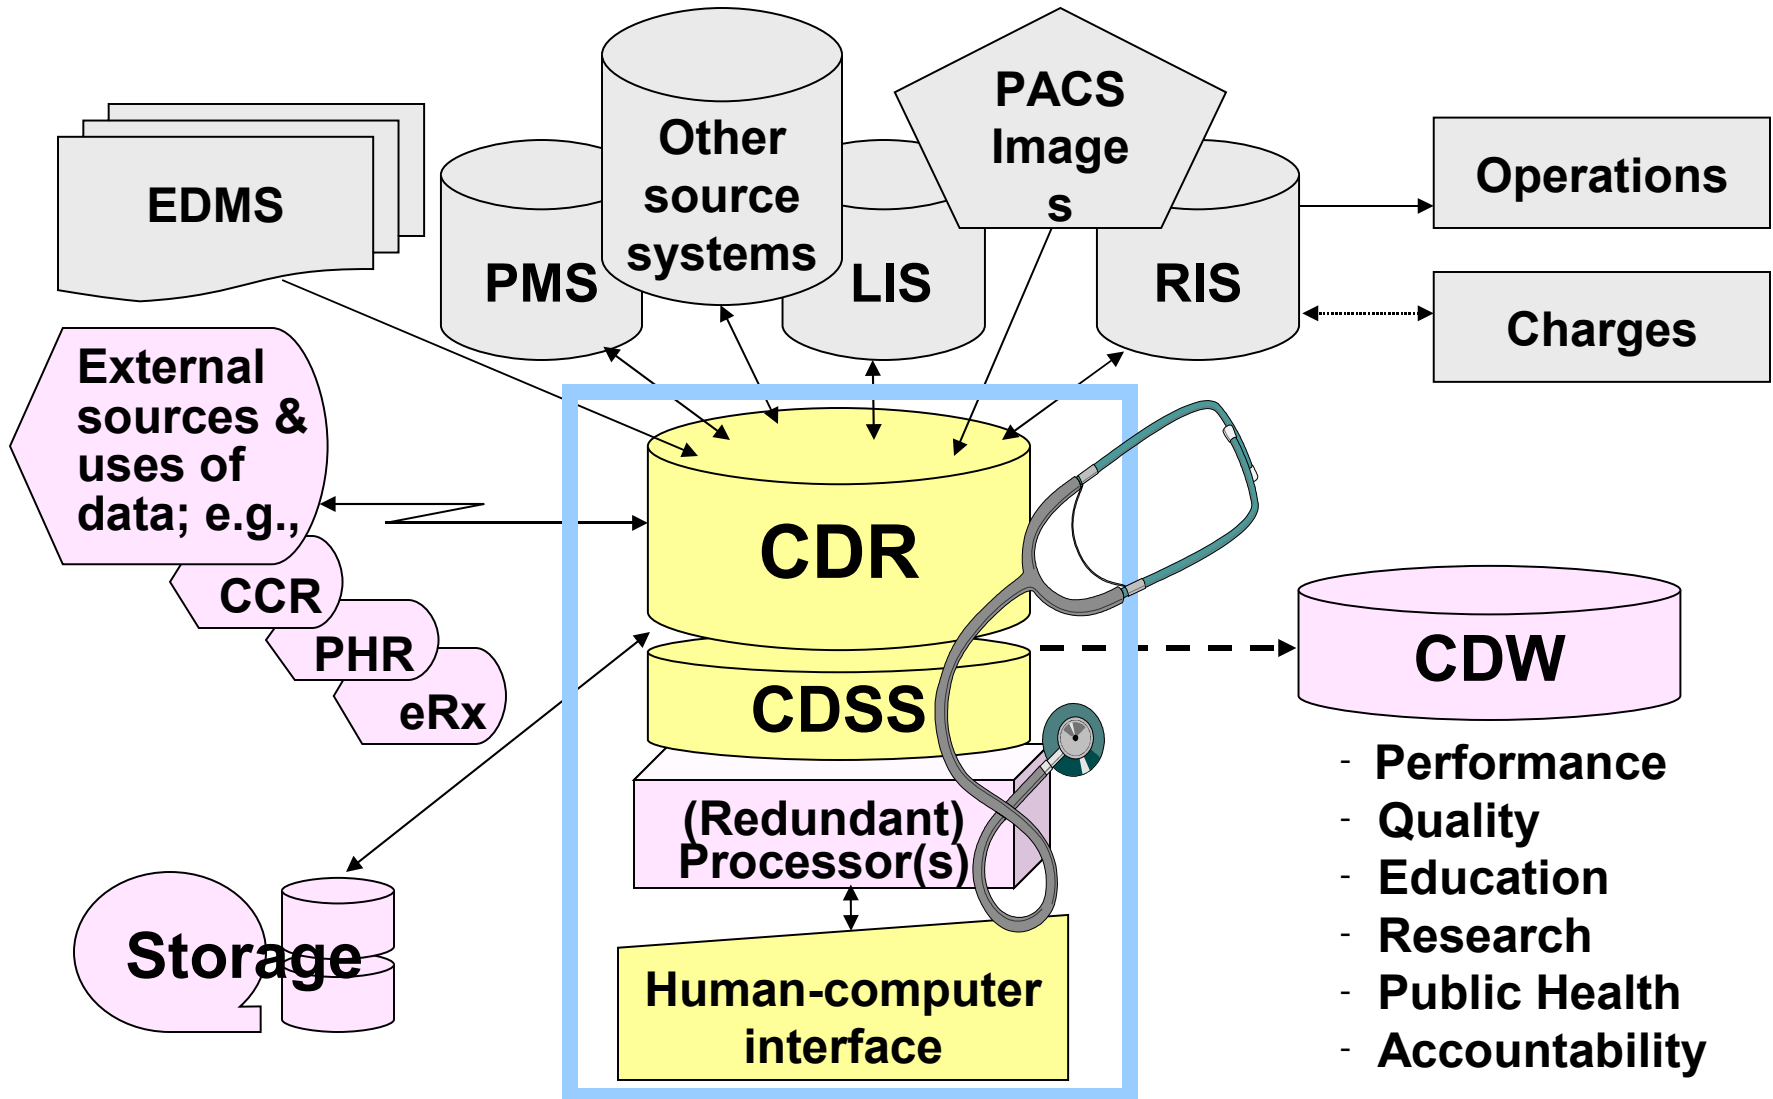 EDMS
PMS
Other
source
systems
LIS
PACS
Image
s
RIS
Operations
Charges
External
sources &
uses of
data; e.g.,
CCR
PHR
eRx
Storage
CDR
CDSS
(Redundant)
Processor(s)
Human-computer
interface
CDW
- Performance
- Quality
- Education
- Research
- Public Health
- Accountability